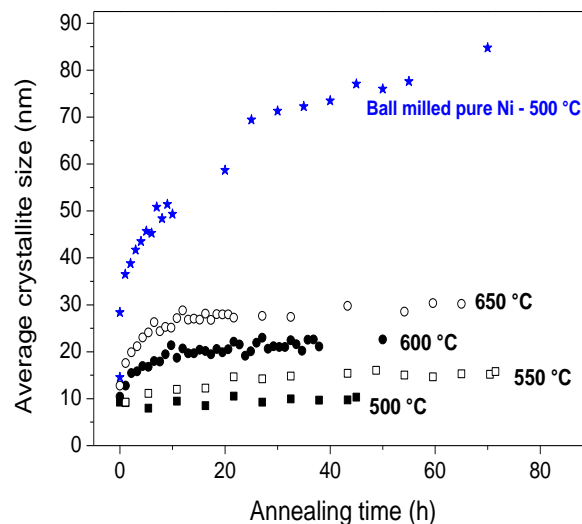 Average crystallite size (nm)
90
80
70
60
50
40
30
20
10
0
Ball milled pure Ni - 500 °C
650 °C
600 °C
550 °C
500 °C
0 20 40 60 80
Annealing time (h)